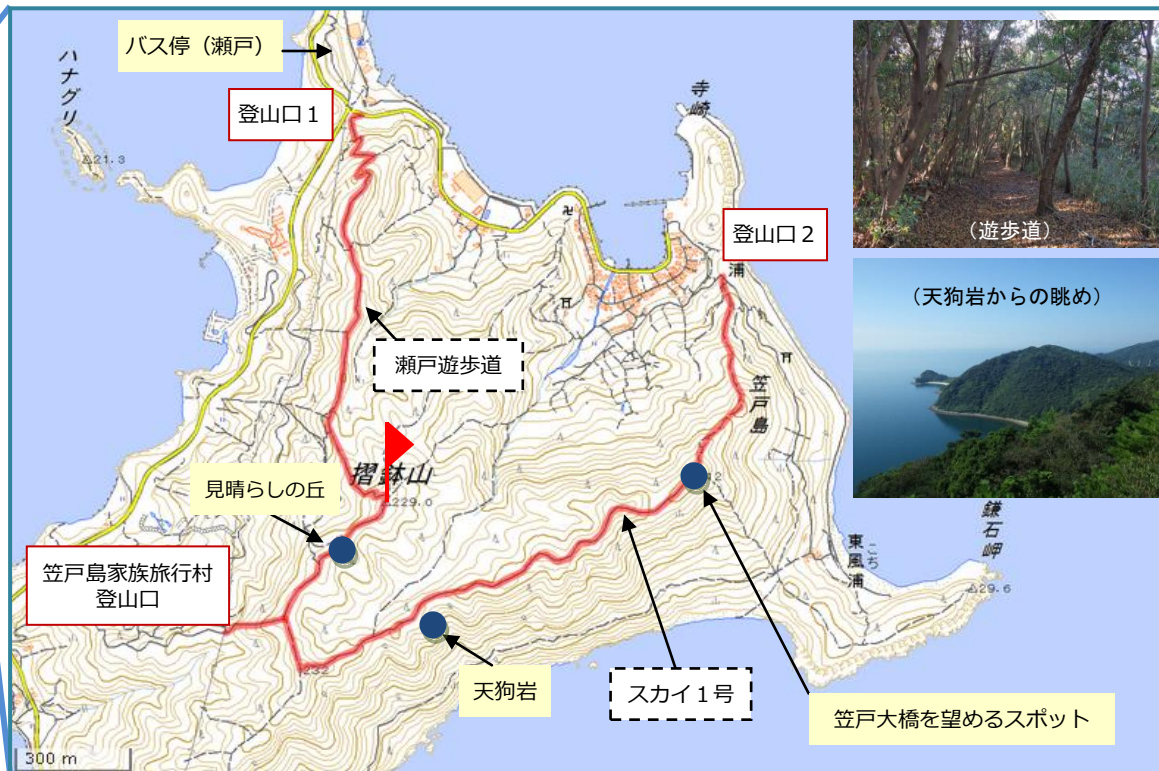 バス停（瀬戸）
ハナグリ
登山口１
寺崎
△21.3
（遊歩道）
登山口２
浦
（天狗岩からの眺め）
瀬戸遊歩道
笠戸島
摺鉢山
見晴らしの丘
△229.0
鎌石岬
東風浦
こち
笠戸島家族旅行村
登山口
△29.6
232
天狗岩
スカイ１号
笠戸大橋を望めるスポット
300 m